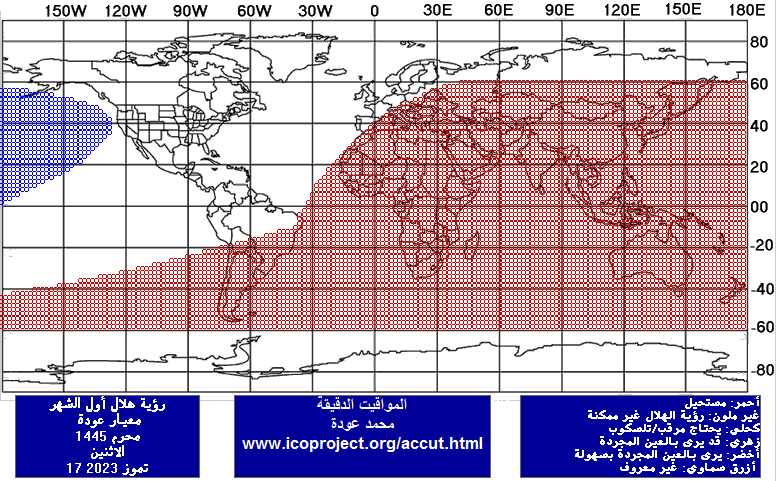 150W 120W 90W 60W 30W 0 30E 60E 90E 120E 150E 180E
80
60
40
20
00
-20
-40
-60
-80
رؤية هلال أول الشهر
معيار عودة
محرم 1445
الاثنين
17 تموز 2023
المواقيت الدقيقة
محمد عودة
www.icoproject.org/accut.html
أحمر: مستحيل
غير ملون: رؤية الهلال غير ممكنة
كحلي: يحتاج مرقب/تلسكوب
زهري: قد يرى بالعين المجردة
أخضر: يرى بالعين المجردة بسهولة
أزرق سماوي: غير معروف